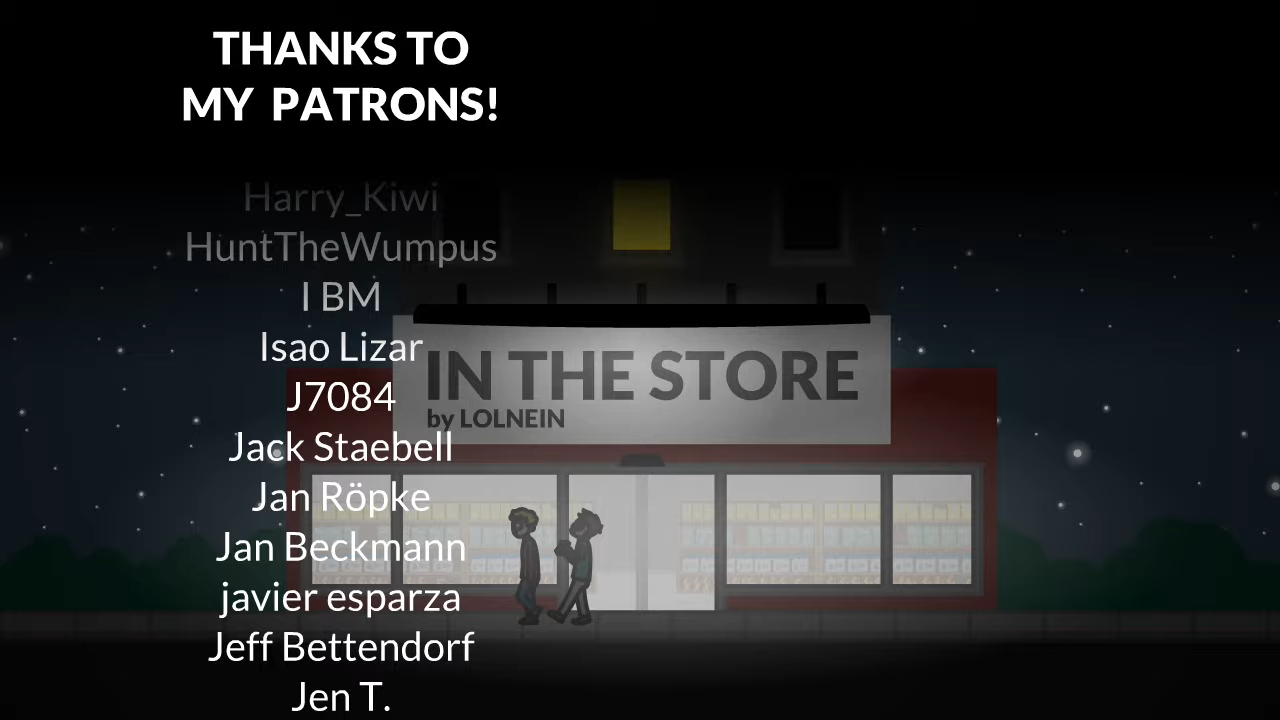 THANKS TO
MY PATRONS!
Harry_Kiwi
HuntTheWumpus
I BM
Isao Lizar
J7084
Jack Staebell
Jan Röpke
Jan Beckmann
javier esparza
Jeff Bettendorf
Jen T.
IN THE STORE
by LOLNEIN